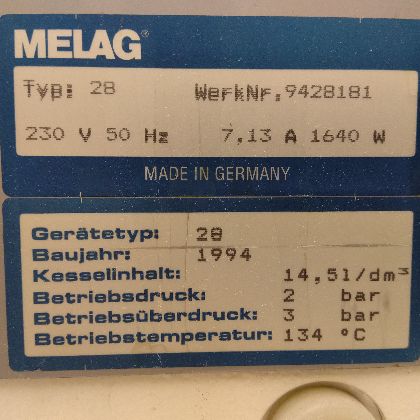 MELAG®
Typ: 28 WerkNr.9428181
230 V 50 Hz 7,13 A 1640 W
MADE IN GERMANY
Gerätetyp: 28
Baujahr: 1994
Kesselinhalt: 14,5l/dm³
Betriebsdruck: 2 bar
Betriebsüberdruck: 3 bar
Betriebstemperatur: 134 °C